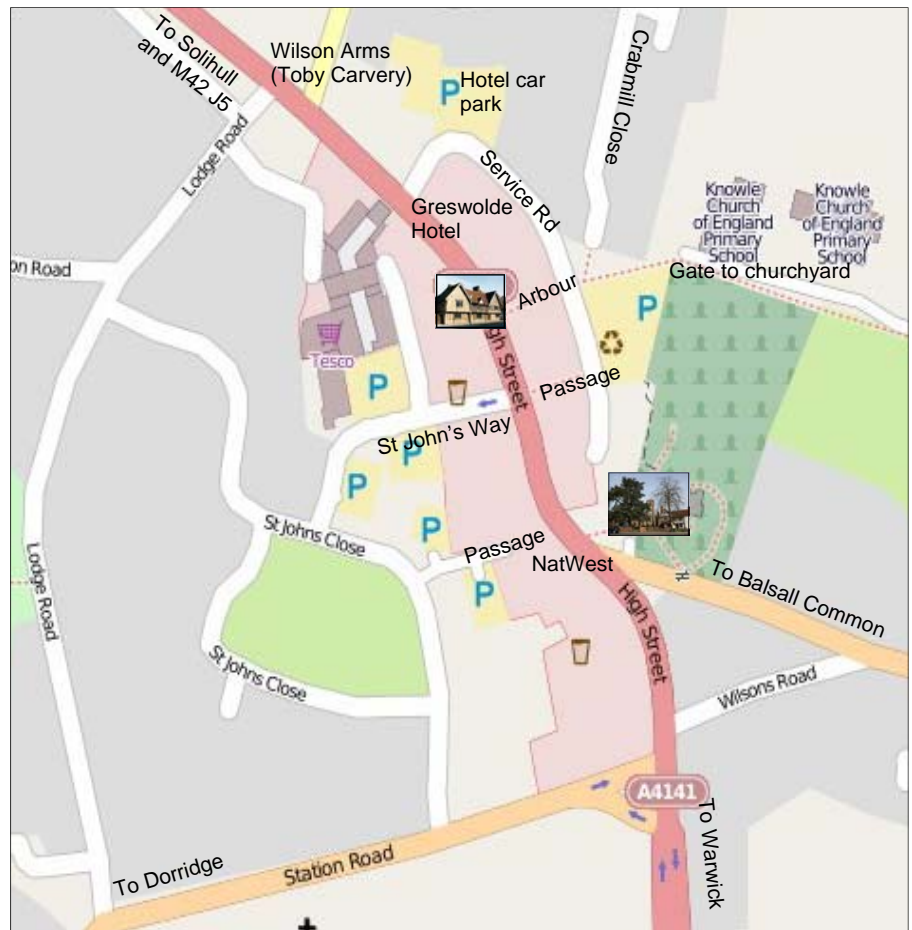 To Solihull
and M42 J5
Wilson Arms
(Toby Carvery)
P
Hotel car
park
Crabmill Close
Lodge Road
Service Rd
Greswolde
Hotel
Knowle
Church
of England
Primary
School
Knowle
Church
of England
Primary
School
on Road
Gate to churchyard
Arbour
P
Tesco
High Street
P
Passage
St John's Way
P
P
P
St Johns Close
Passage
NatWest
P
To Balsall Common
Lodge Road
High Street
St Johns Close
Wilsons Road
A4141
To Warwick
To Dorridge
Station Road